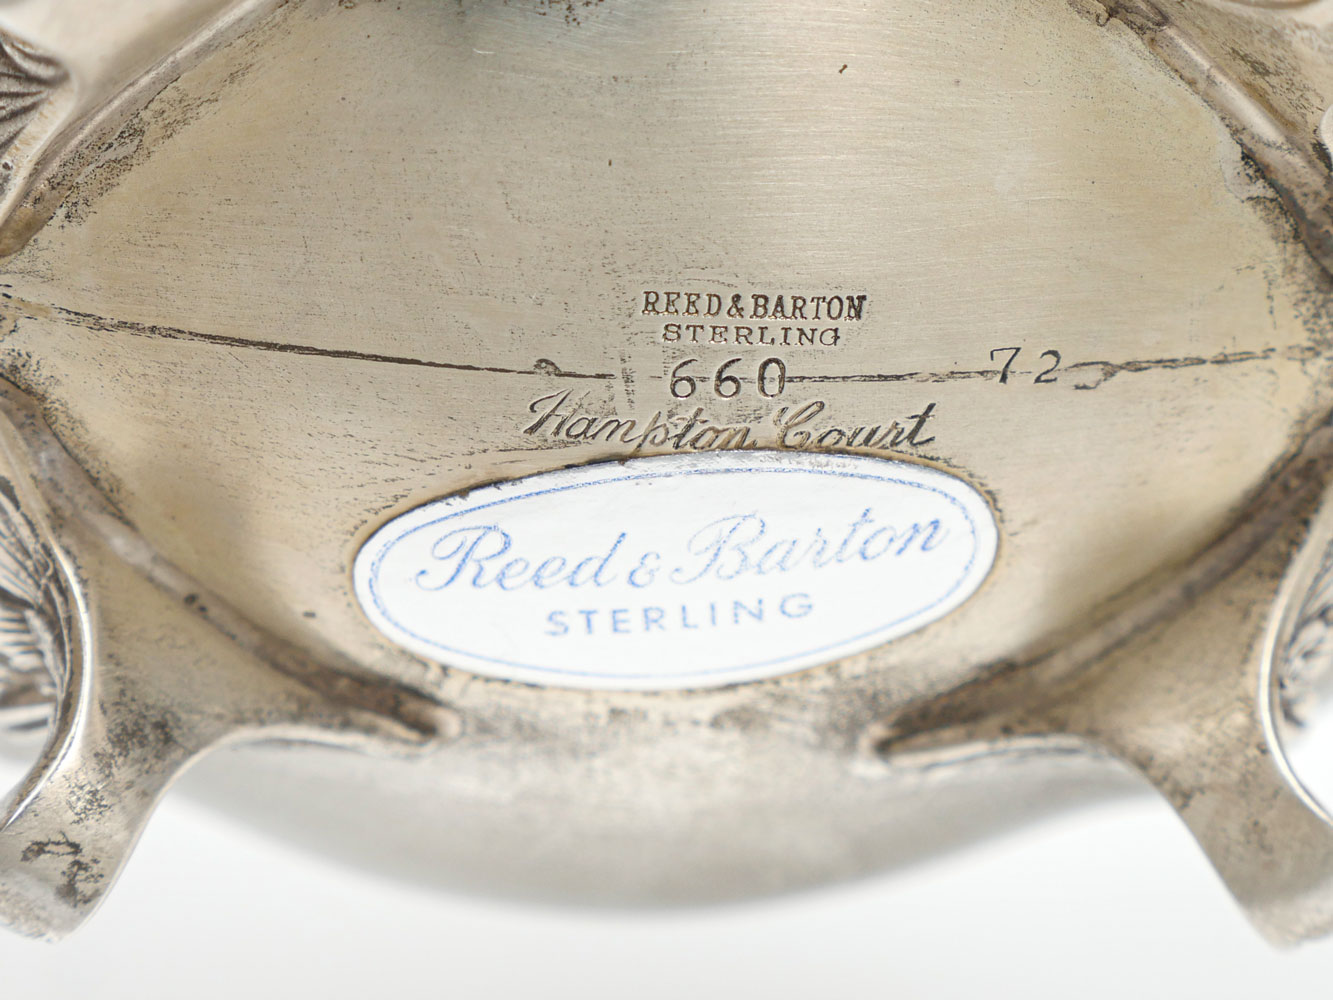 REED & BARTON
STERLING
660 72
Hampton Court
Reed & Barton
STERLING